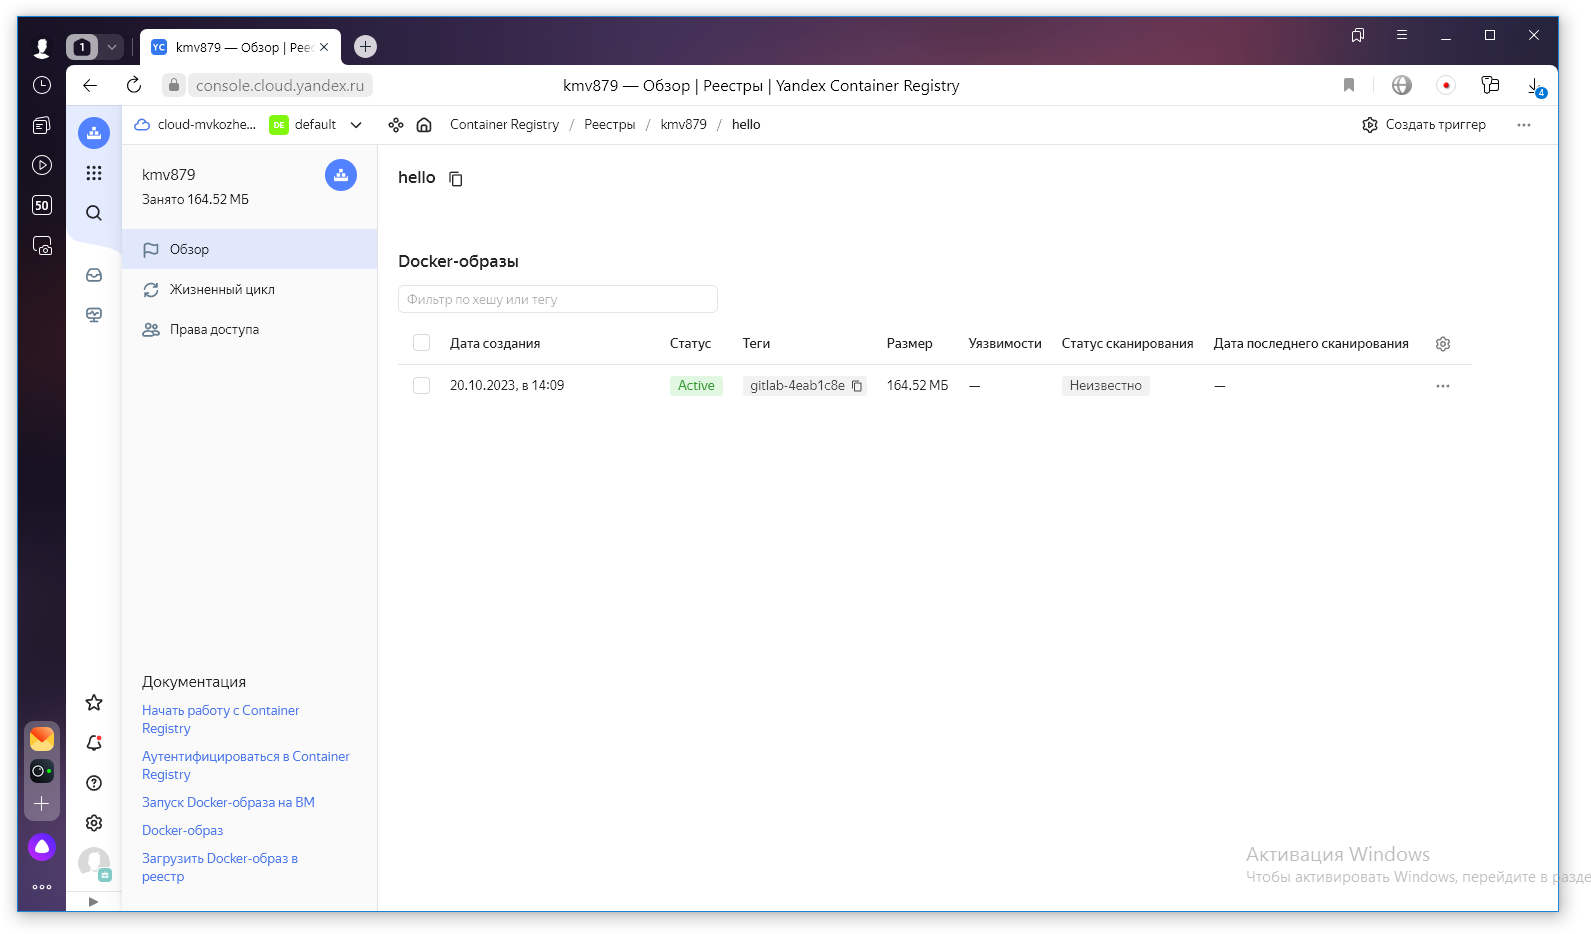 1
YC kmv879 — Обзор | Реес
console.cloud.yandex.ru
kmv879 — Обзор | Реестры | Yandex Container Registry
4
cloud-mvkozhe...
DE default
Container Registry / Реестры / kmv879 / hello
Создать триггер
50
kmv879
Занято 164.52 МБ
Обзор
Жизненный цикл
Права доступа
hello
Docker-образы
Фильтр по хешу или тегу
Дата создания Статус Теги Размер Уязвимости Статус сканирования Дата последнего сканирования
20.10.2023, в 14:09 Active gitlab-4eab1c8e 164.52 МБ — Неизвестно —
Документация
Начать работу с Container
Registry
Аутентифицироваться в Container
Registry
Запуск Docker-образа на ВМ
Docker-образ
Загрузить Docker-образ в
реестр
Активация Windows
Чтобы активировать Windows, перейдите в разде